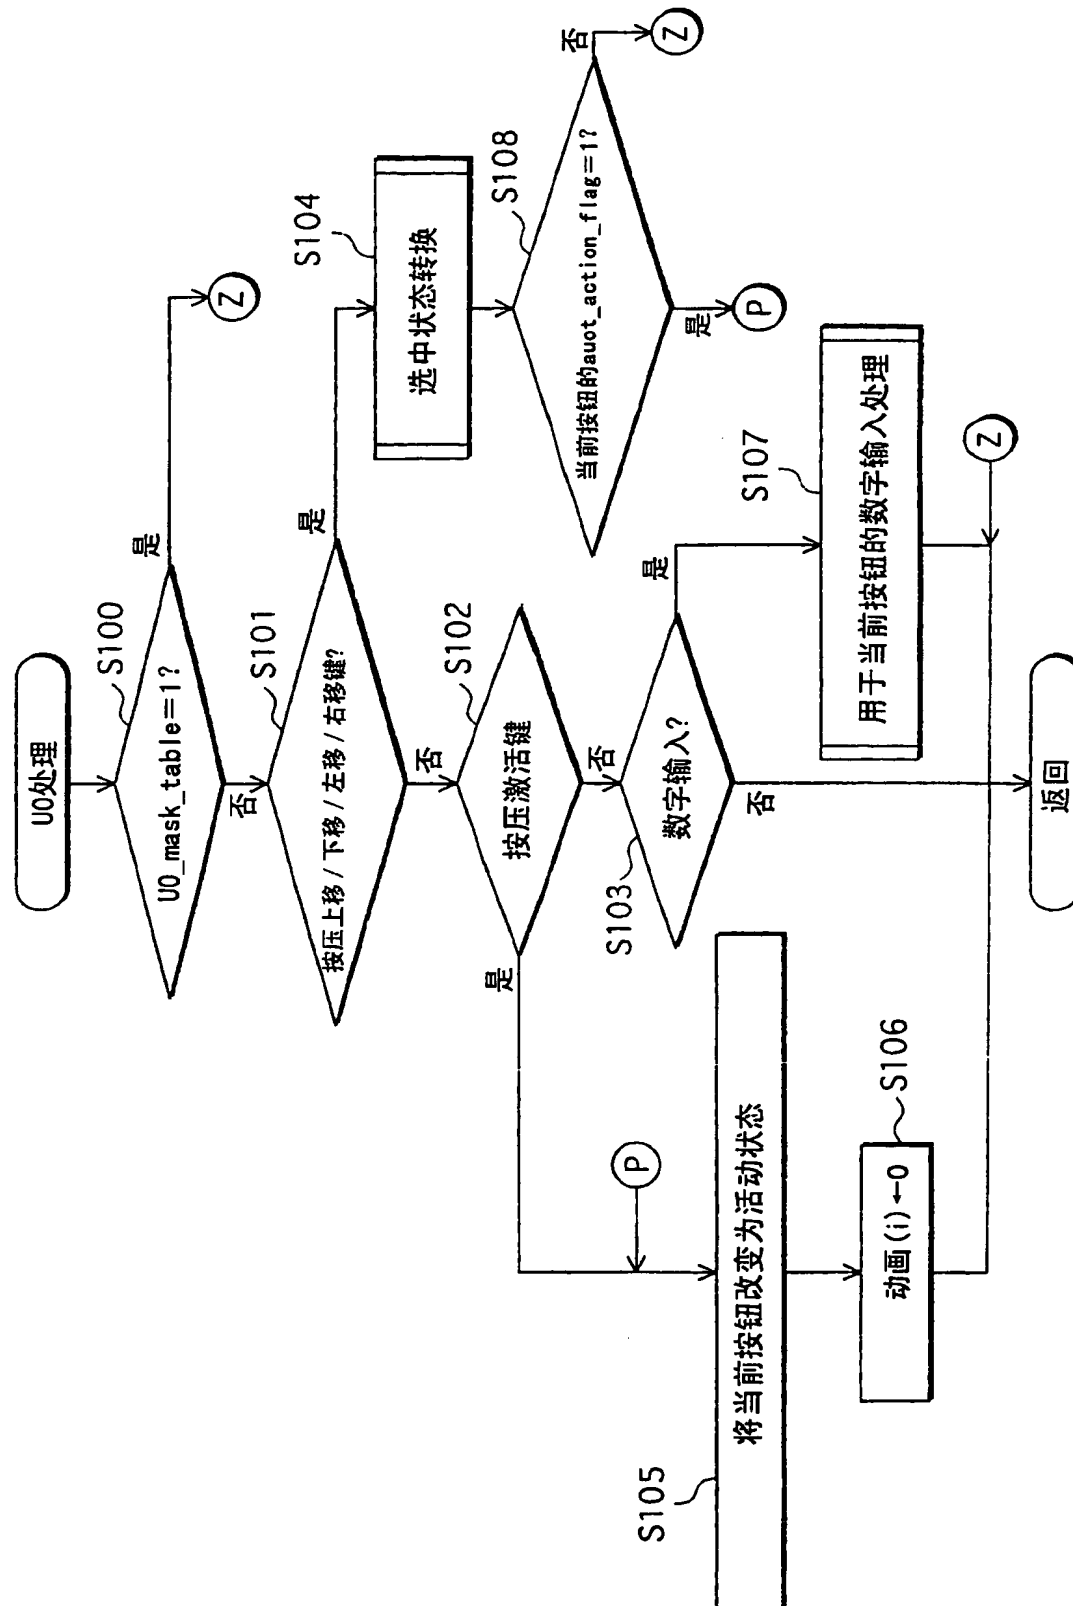 UO处理
S100
UO_mask_table=1?
是
Z
否
S101
按压上移/下移/左移/右移键?
是
S104
选中状态转换
S108
当前按钮的auot_action_flag=1?
否
Z
是
P
否
S102
按压激活键
是
否
S103
数字输入?
是
S107
用于当前按钮的数字输入处理
Z
否
P
S105
将当前按钮改变为活动状态
S106
动画(i)←0
返回